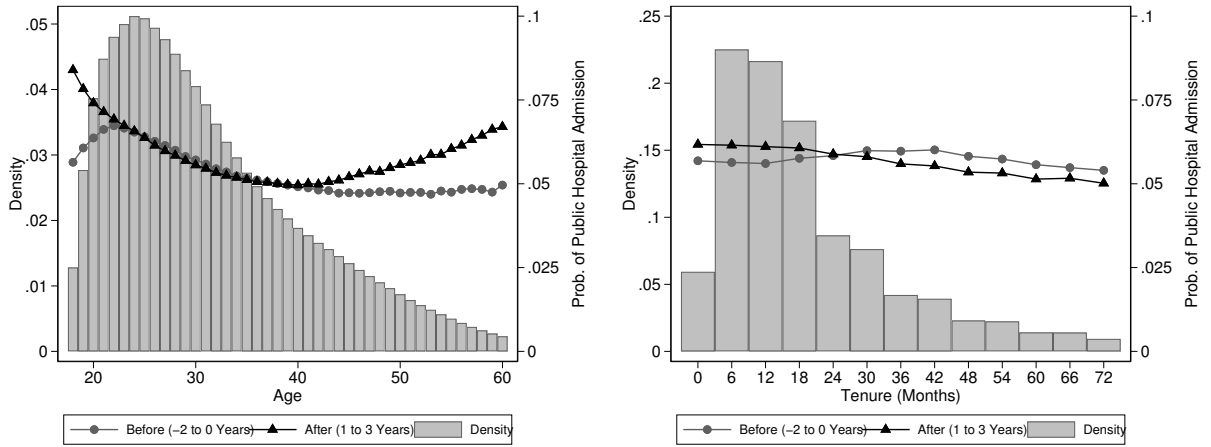 .05
.04
.03
.02
.01
0
Density
.1
.075
.05
.025
0
Prob. of Public Hospital Admission
20 30 40 50 60
Age
Before (−2 to 0 Years) After (1 to 3 Years) Density
.25
.2
.15
.1
.05
0
Density
.1
.075
.05
.025
0
Prob. of Public Hospital Admission
0 6 12 18 24 30 36 42 48 54 60 66 72
Tenure (Months)
Before (−2 to 0 Years) After (1 to 3 Years) Density